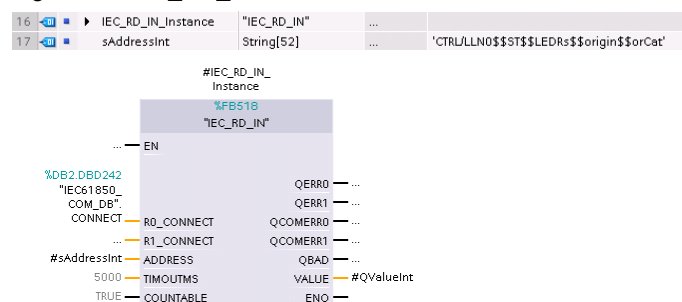 16 IEC_RD_IN_Instance "IEC_RD_IN" ...
17 sAddressInt String[52] ... 'CTRL/LLN0$$ST$$LEDRs$$origin$$orCat'
#IEC_RD_IN_
Instance
%FB518
"IEC_RD_IN"
... EN
%DB2.DBD242
"IEC61850_
COM_DB".
CONNECT R0_CONNECT
... R1_CONNECT
#sAddressInt ADDRESS
5000 TIMOUTMS
TRUE COUNTABLE
QERR0 ...
QERR1 ...
QCOMERR0 ...
QCOMERR1 ...
QBAD ...
VALUE #QValueInt
ENO